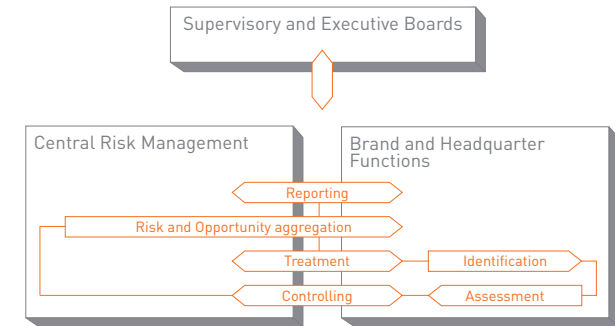 Supervisory and Executive Boards
Central Risk Management
Brand and Headquarter
Functions
Reporting
Risk and Opportunity aggregation
Treatment
Identification
Controlling
Assessment